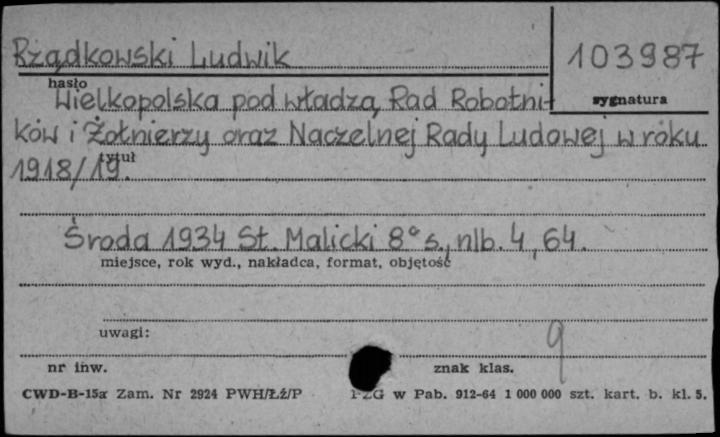 Rządkowski Ludwik
103987
hasło
sygnatura
Wielkopolska pod władzą Rad Robotni-
ków i Żołnierzy oraz Naczelnej Rady Ludowej w roku
1918/19.
tytuł
Środa 1934 St. Malicki 8° s., nlb. 4, 64.
miejsce, rok wyd., nakładca, format, objętość
uwagi:
9
nr inw.
znak klas.
CWD-B-15a Zam. Nr 2924 PWH/Łź/P
PZG w Pab. 912-64 1 000 000 szt. kart. b. kl. 5.